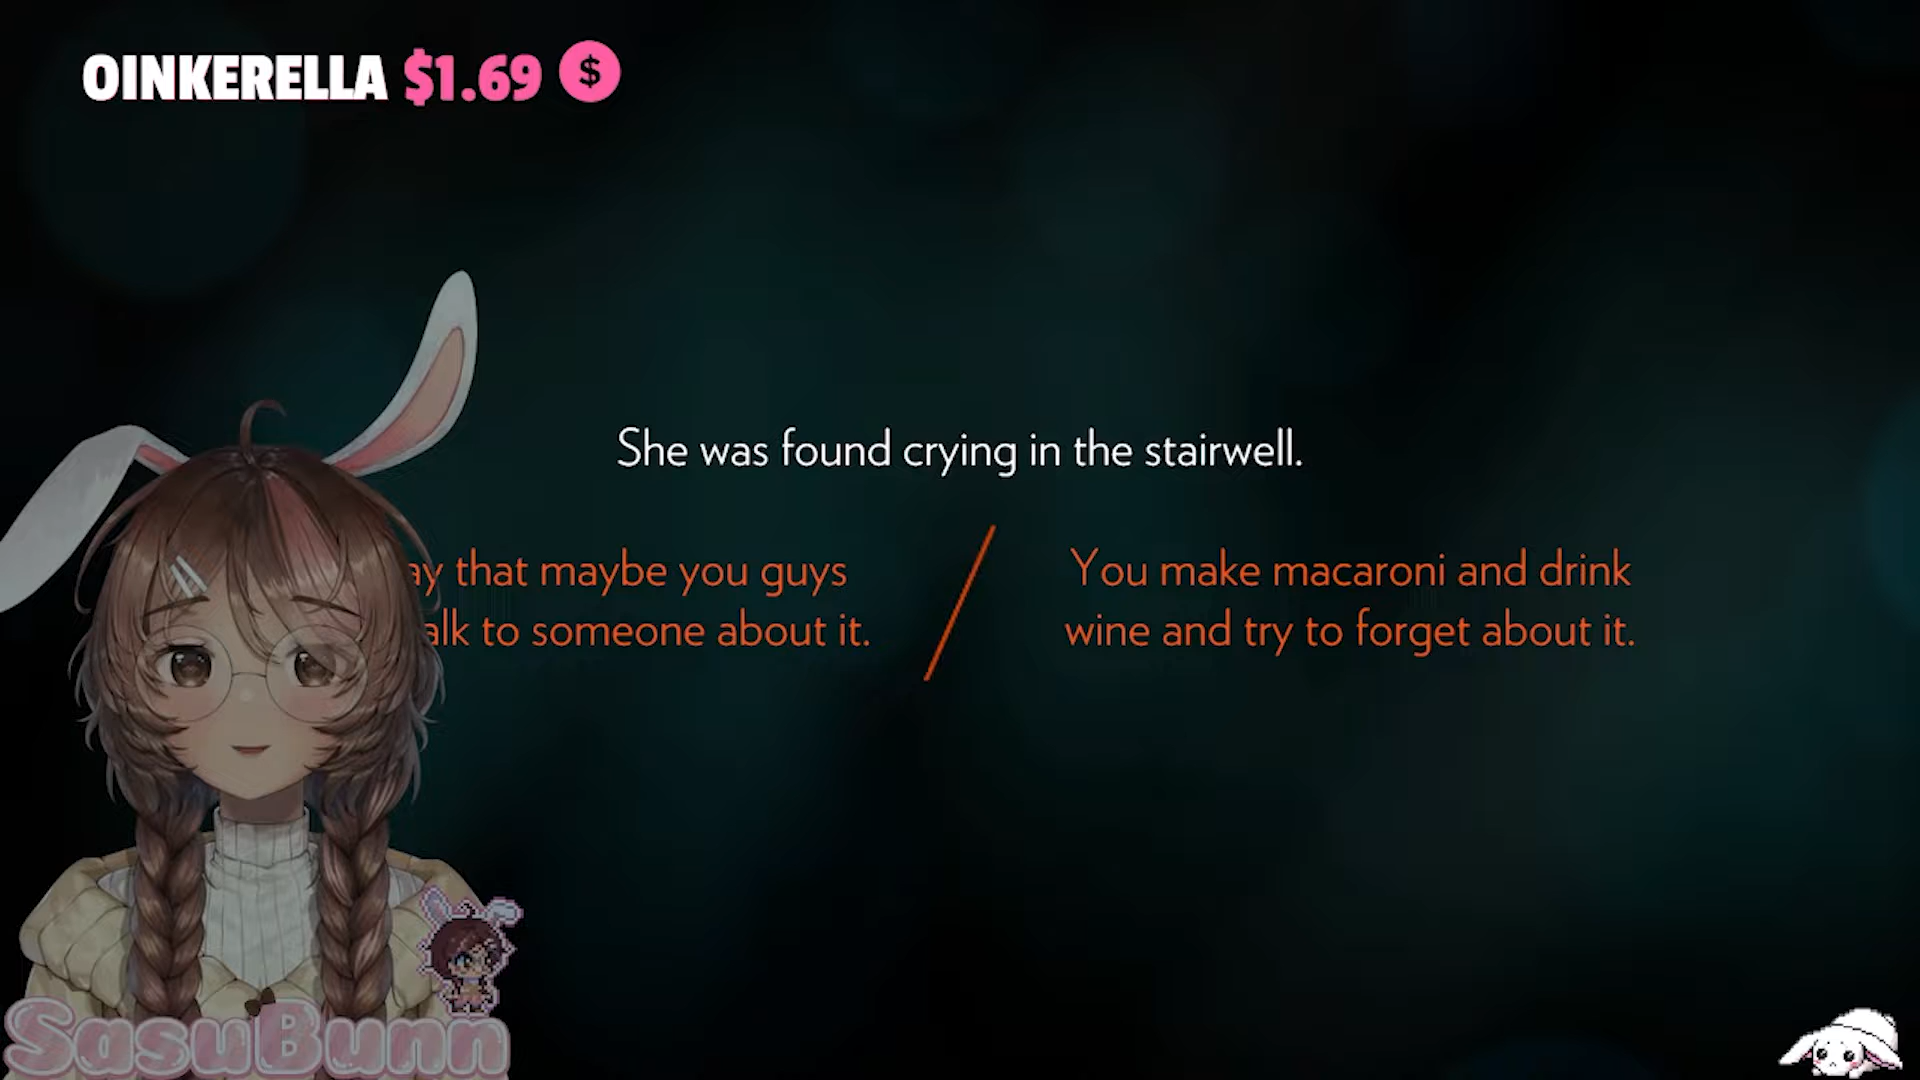 OINKERELLA $1.69 $
She was found crying in the stairwell.
that maybe you guys
to someone about it.
You make macaroni and drink
wine and try to forget about it.
SasuBunn